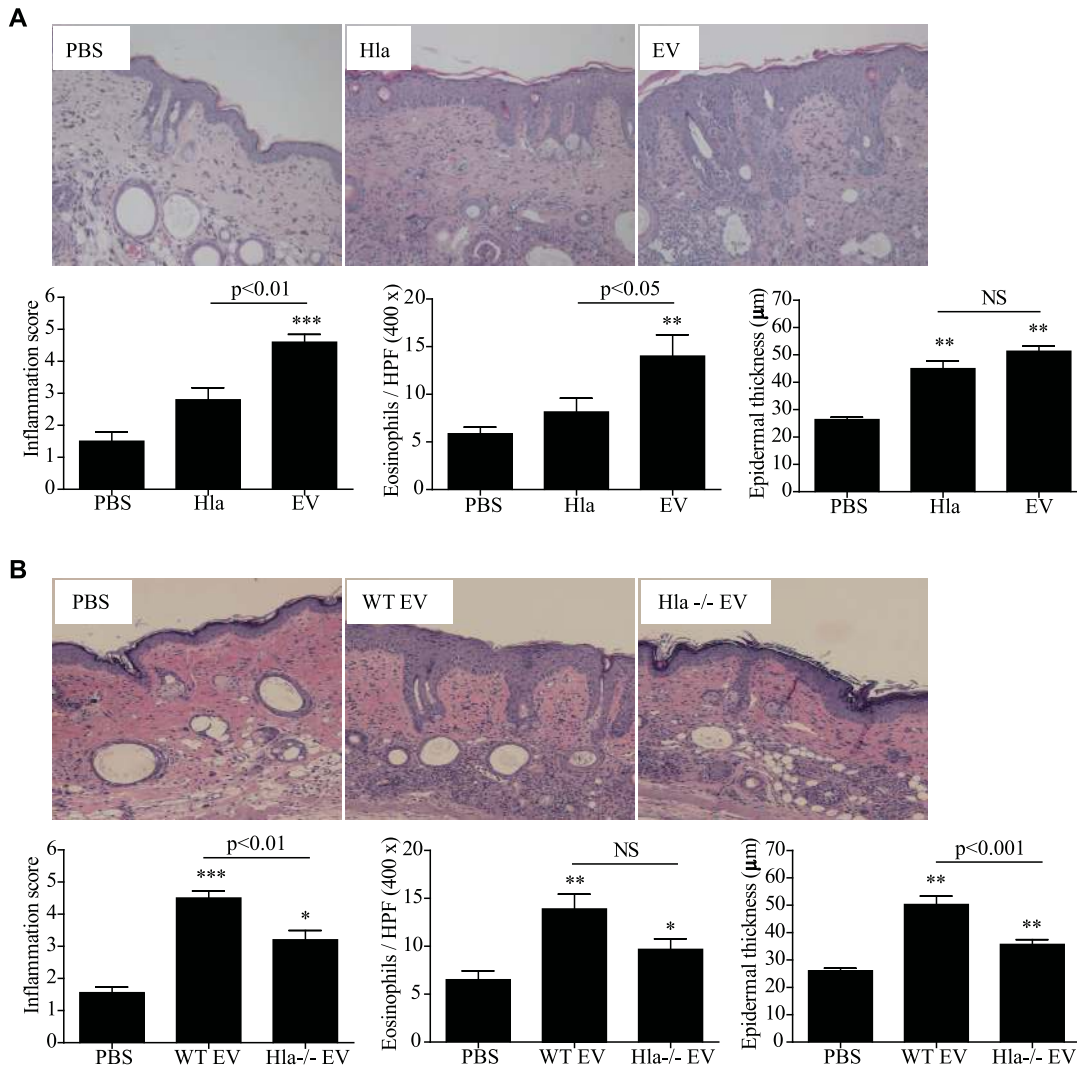 A
PBS
Hla
EV
Inflammation score
6
5
4
3
2
1
0
p<0.01
***
PBS
Hla
EV
Eosinophils / HPF (400 x)
20
15
10
5
0
p<0.05
**
PBS
Hla
EV
Epidermal thickness (µm)
70
60
50
40
30
20
10
0
NS
**
**
PBS
Hla
EV
B
PBS
WT EV
Hla -/- EV
Inflammation score
6
5
4
3
2
1
0
p<0.01
***
*
PBS
WT EV
Hla-/- EV
Eosinophils / HPF (400 x)
20
15
10
5
0
NS
**
*
PBS
WT EV
Hla-/- EV
Epidermal thickness (µm)
70
60
50
40
30
20
10
0
p<0.001
**
**
PBS
WT EV
Hla-/- EV